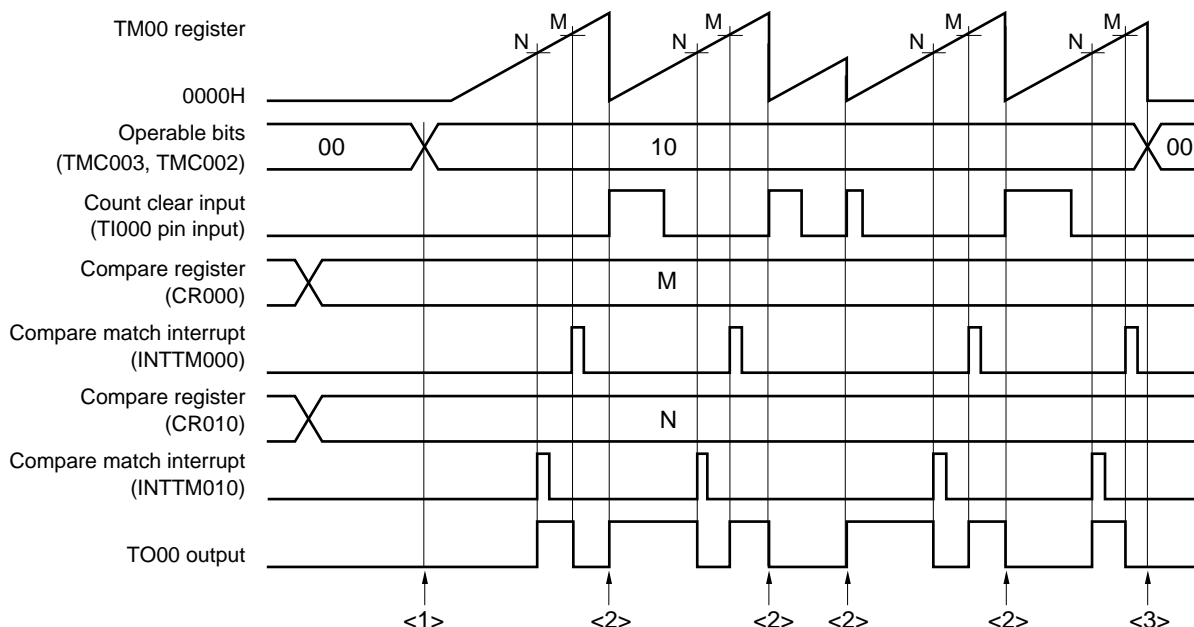 TM00 register
N M N M N M N M
0000H
Operable bits
(TMC003, TMC002)
00 10 00
Count clear input
(TI000 pin input)
Compare register
(CR000)
M
Compare match interrupt
(INTTM000)
Compare register
(CR010)
N
Compare match interrupt
(INTTM010)
TO00 output
<1> <2> <2> <2> <2> <3>